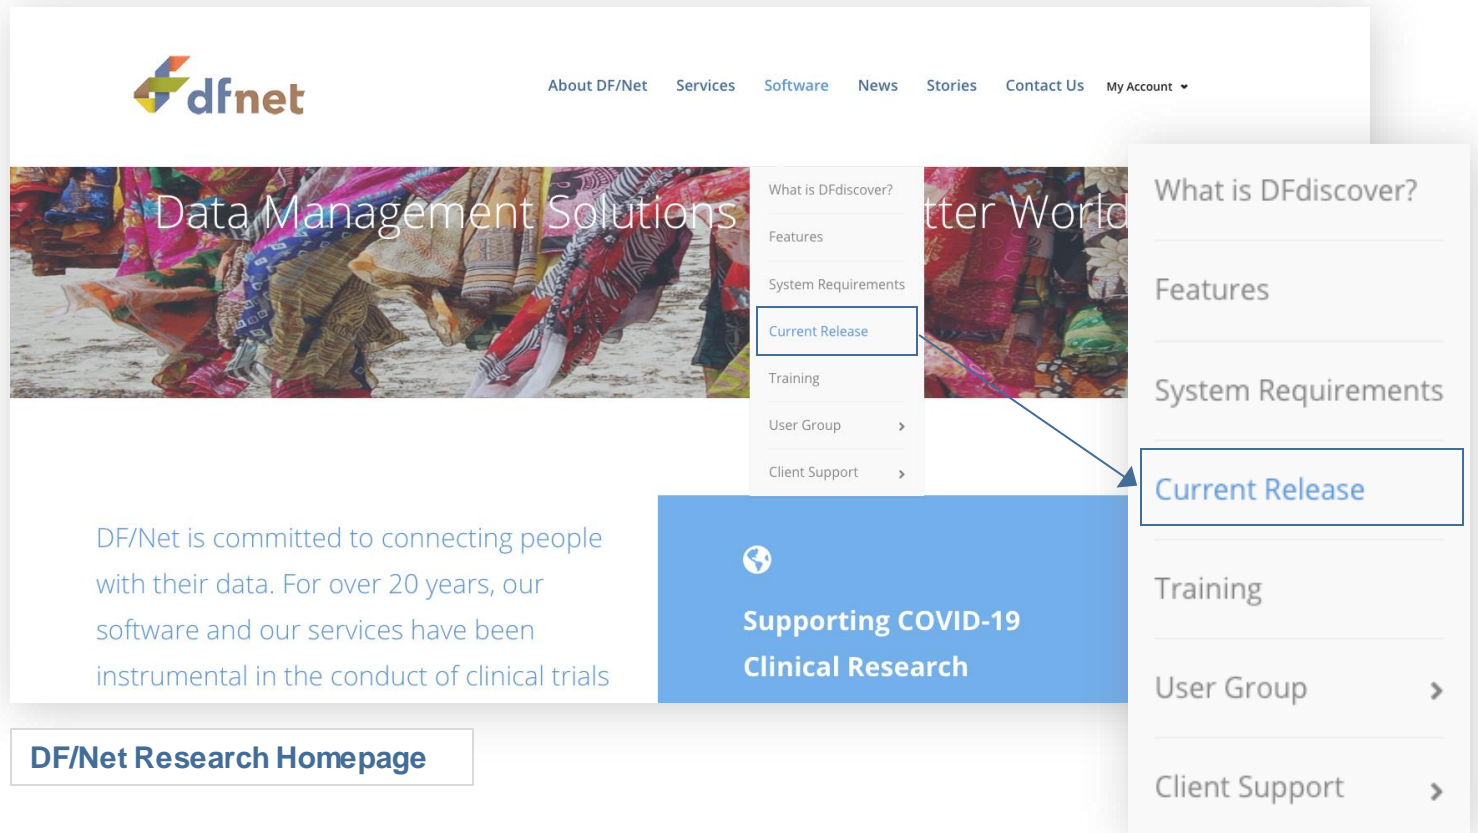 dfnet
About DF/Net Services Software News Stories Contact Us My Account
Data Management Solutions tter World
What is DFdiscover?
Features
System Requirements
Current Release
Training
User Group
Client Support
What is DFdiscover?
Features
System Requirements
Current Release
Training
User Group
Client Support
DF/Net is committed to connecting people
with their data. For over 20 years, our
software and our services have been
instrumental in the conduct of clinical trials
Supporting COVID-19
Clinical Research
DF/Net Research Homepage